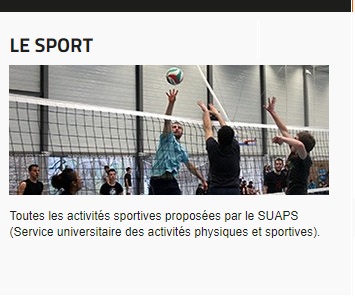 LE SPORT
Toutes les activités sportives proposées par le SUAPS
(Service universitaire des activités physiques et sportives).